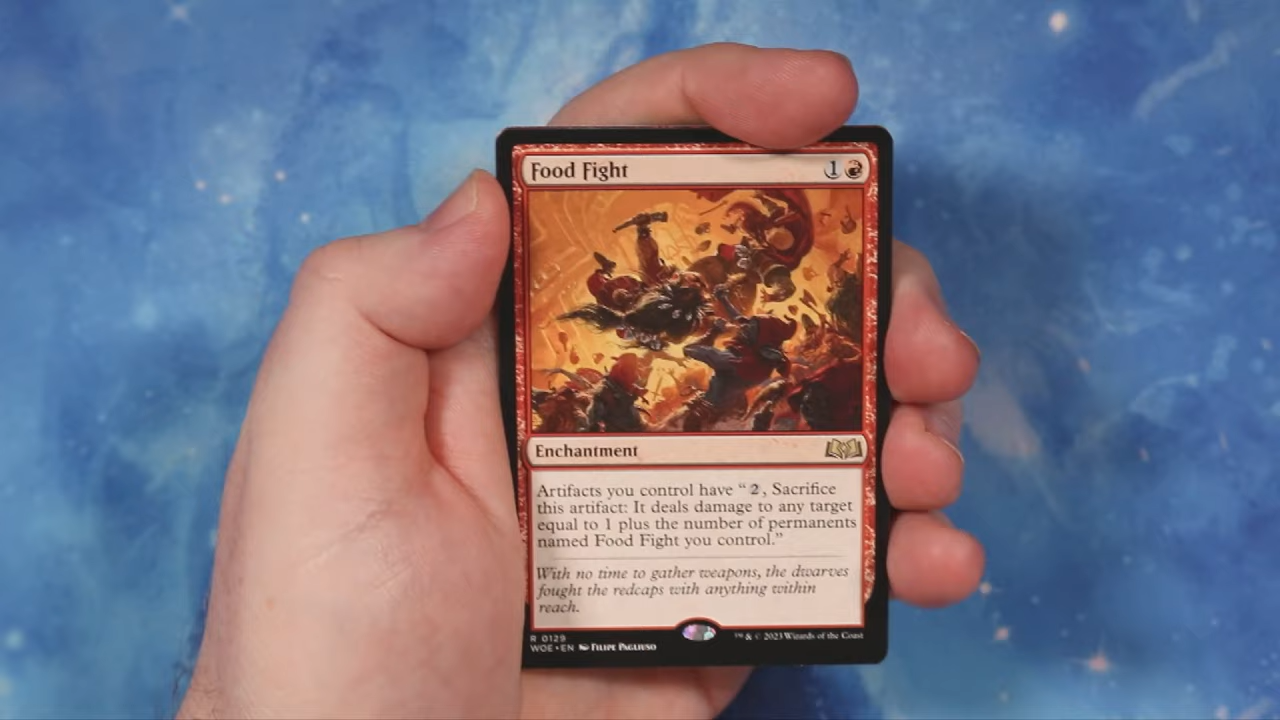 Food Fight 1
Enchantment
Artifacts you control have “2, Sacrifice
this artifact: It deals damage to any target
equal to 1 plus the number of permanents
named Food Fight you control.”
With no time to gather weapons, the dwarves
fought the redcaps with anything within
reach.
R 0129
WOE • EN FILIPE PAGLIUSO
™ & © 2023 Wizards of the Coast